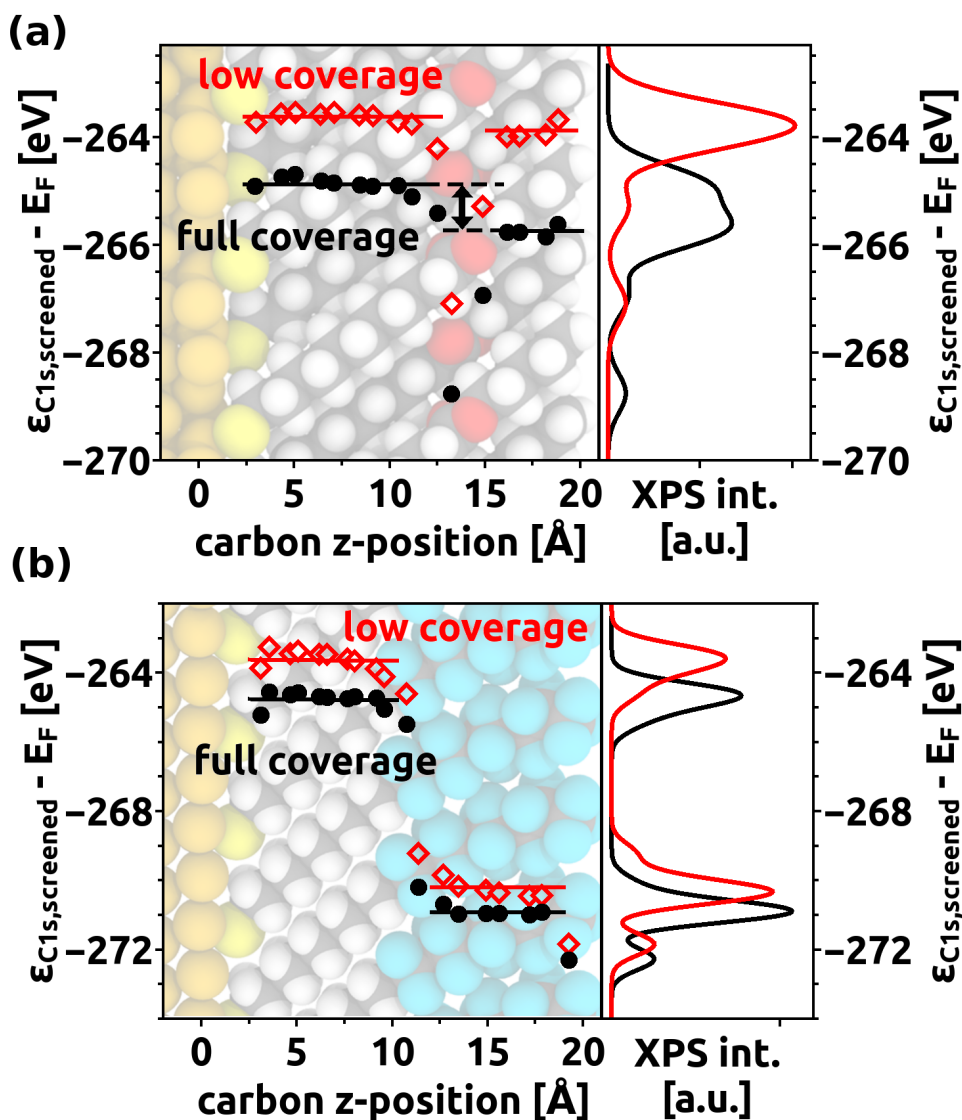 (a)
low coverage
full coverage
εC1s,screened - EF [eV]
−264
−266
−268
−270
0 5 10 15 20
carbon z-position [Å]
XPS int.
[a.u.]
−264
−266
−268
−270
εC1s,screened - EF [eV]
(b)
low coverage
full coverage
εC1s,screened - EF [eV]
−264
−268
−272
0 5 10 15 20
carbon z-position [Å]
XPS int.
[a.u.]
−264
−268
−272
εC1s,screened - EF [eV]